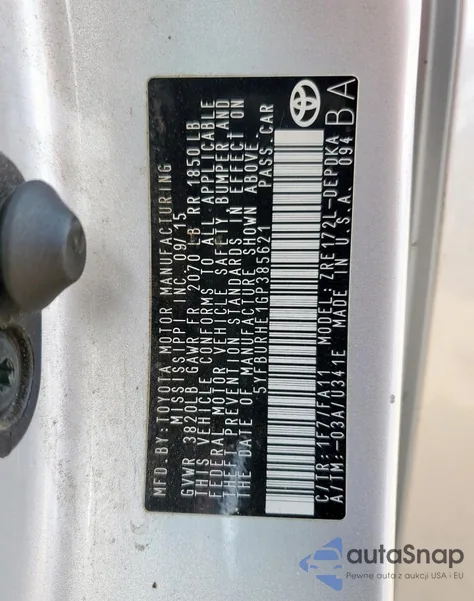 MFD BY: TOYOTA MOTOR MANUFACTURING
MISSISSIPPI INC. 09/15
GVWR 3820LB GAWR FR 2070 LB RR 1850LB
THIS VEHICLE CONFORMS TO ALL APPLICABLE
FEDERAL MOTOR VEHICLE SAFETY, BUMPER AND
THEFT PREVENTION STANDARDS IN EFFECT ON
THE DATE OF MANUFACTURE SHOWN ABOVE.
5YFBURHE1GP385621 PASS. CAR
C/TR: 1F7/FA11 MODEL: ZRE172L-DEPDKA
A/TM: -03A/U341E MADE IN U.S.A. 094
BA
autoSnap
Pewne auto z aukcji USA i EU